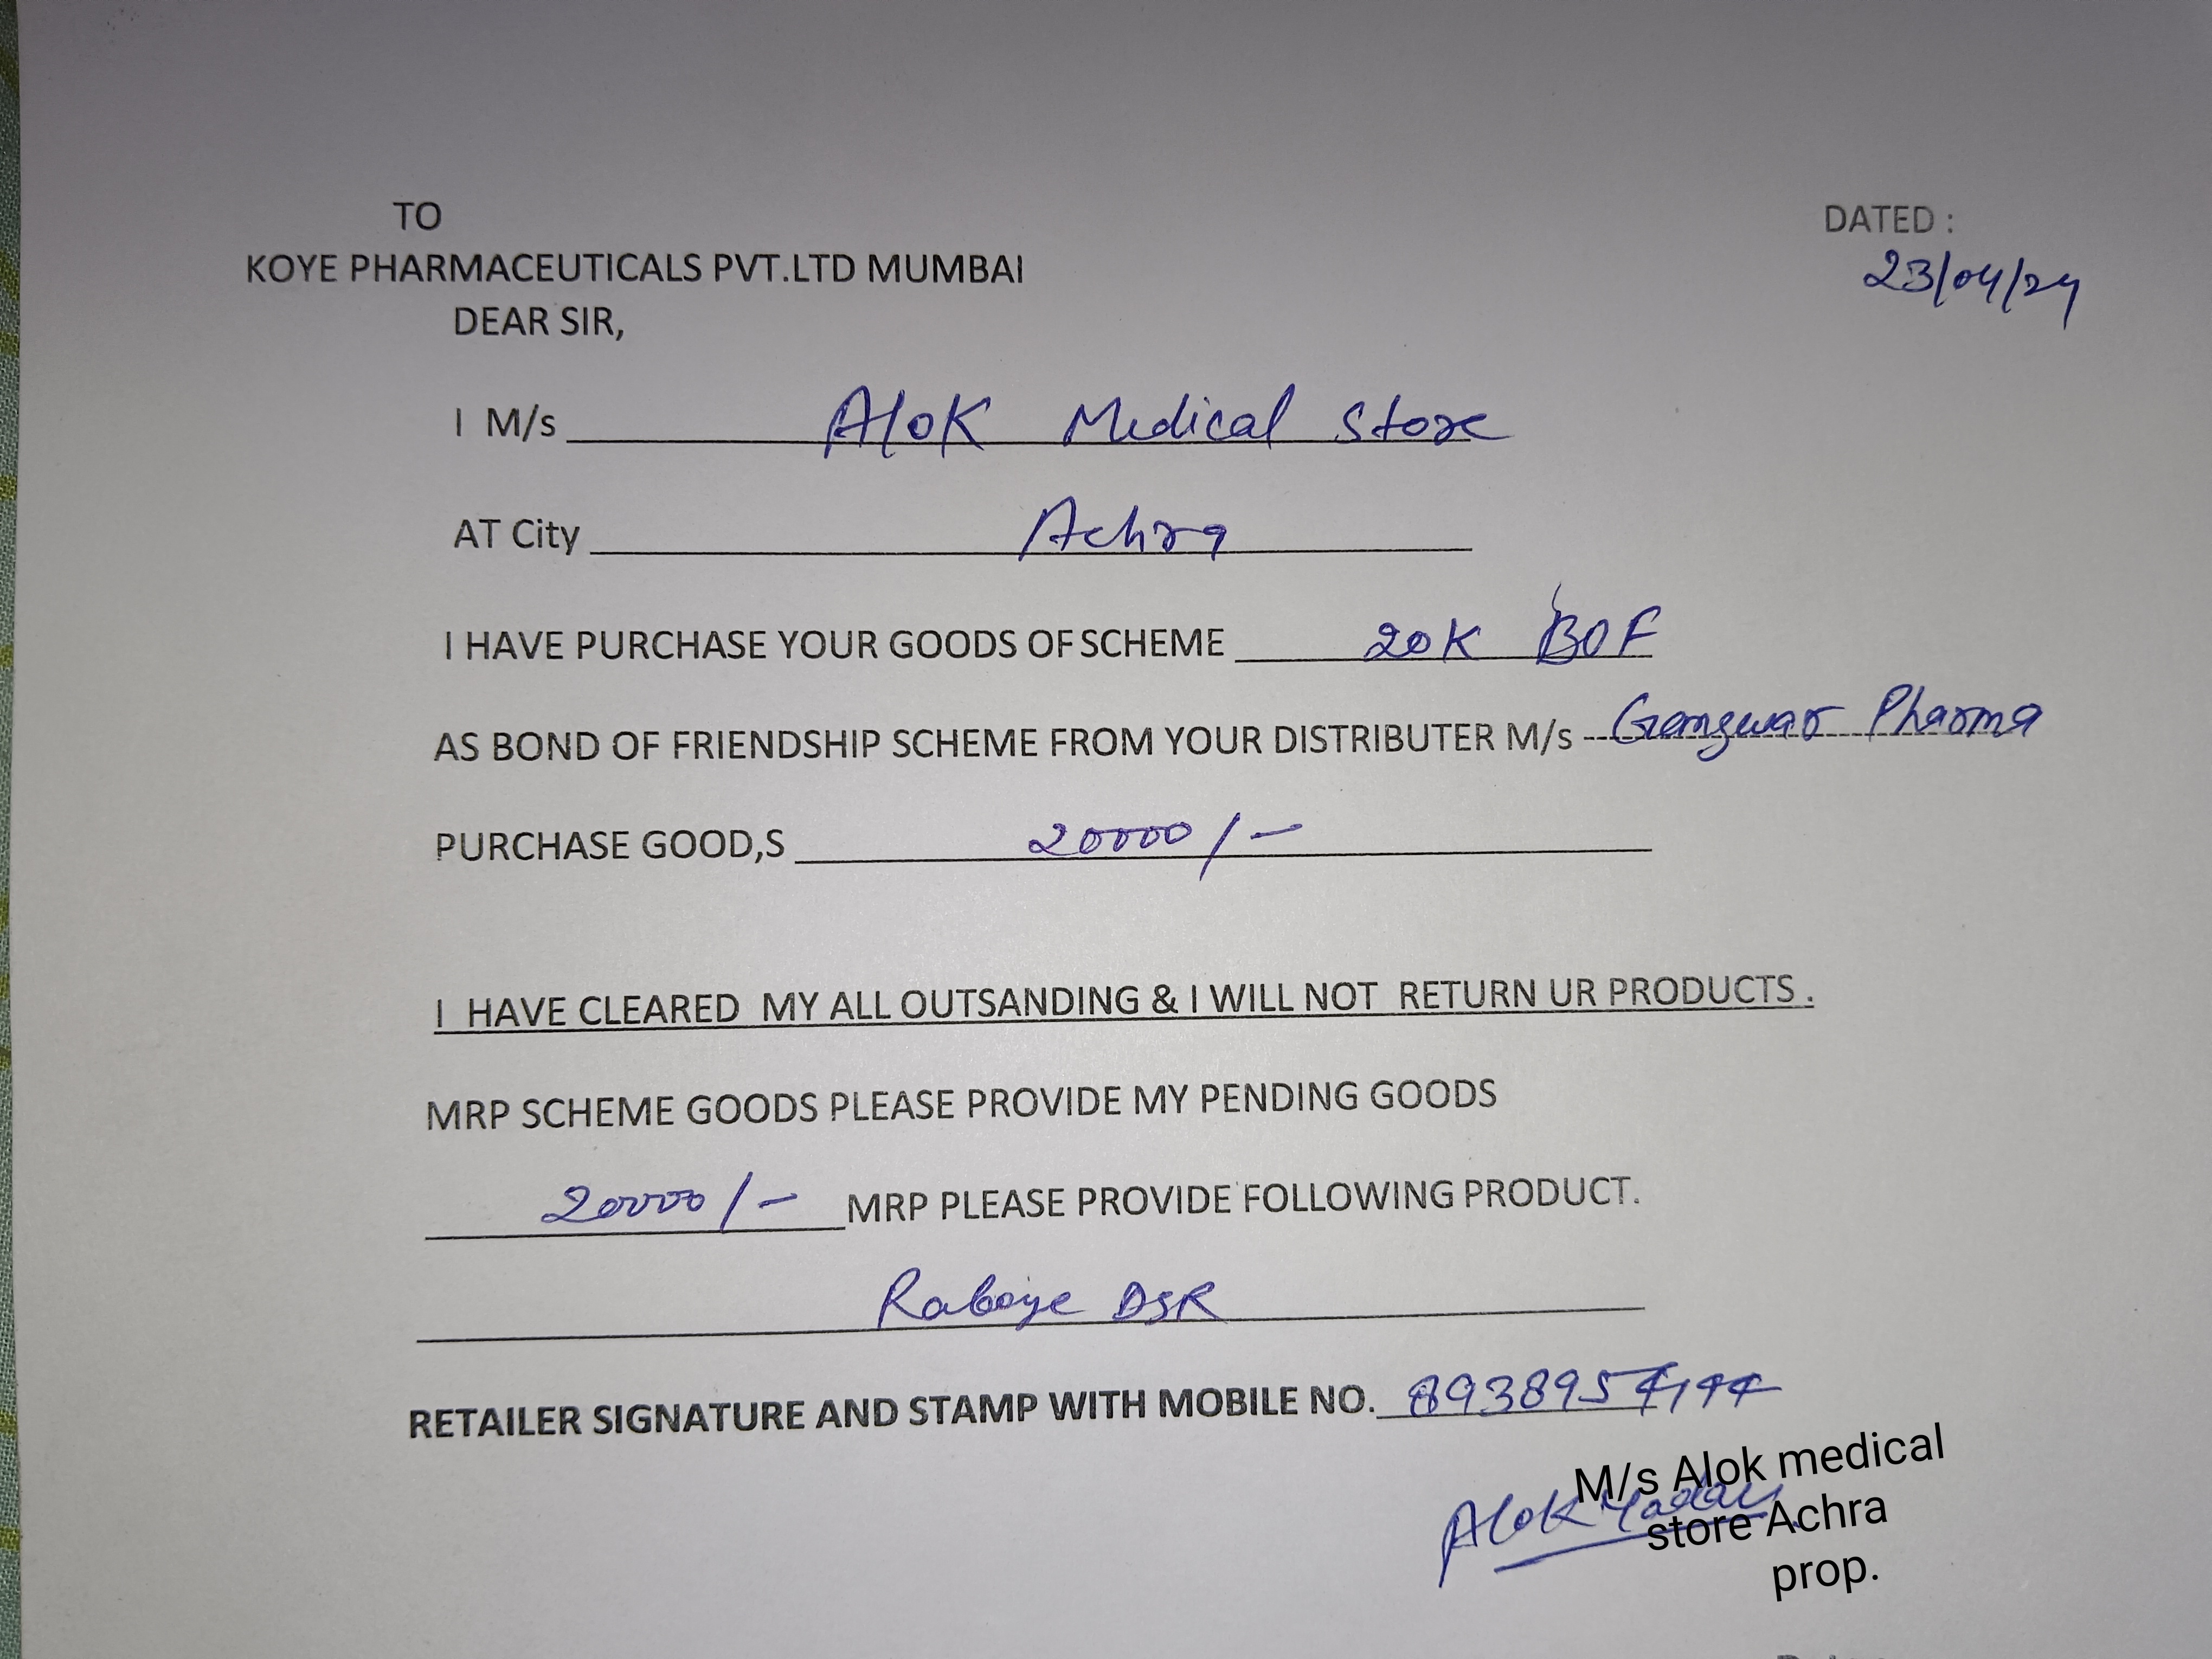 TO
DATED :
KOYE PHARMACEUTICALS PVT.LTD MUMBAI
23/04/24
DEAR SIR,
I M/s Alok Medical Store
AT City Achra
I HAVE PURCHASE YOUR GOODS OF SCHEME 20K BOF
AS BOND OF FRIENDSHIP SCHEME FROM YOUR DISTRIBUTER M/s Gangwar Pharma
PURCHASE GOOD,S 20000/-
I HAVE CLEARED MY ALL OUTSANDING & I WILL NOT RETURN UR PRODUCTS .
MRP SCHEME GOODS PLEASE PROVIDE MY PENDING GOODS
20000/- MRP PLEASE PROVIDE FOLLOWING PRODUCT.
DSR
RETAILER SIGNATURE AND STAMP WITH MOBILE NO.
M/s Alok medical
Alok Yadav
store Achra
prop.